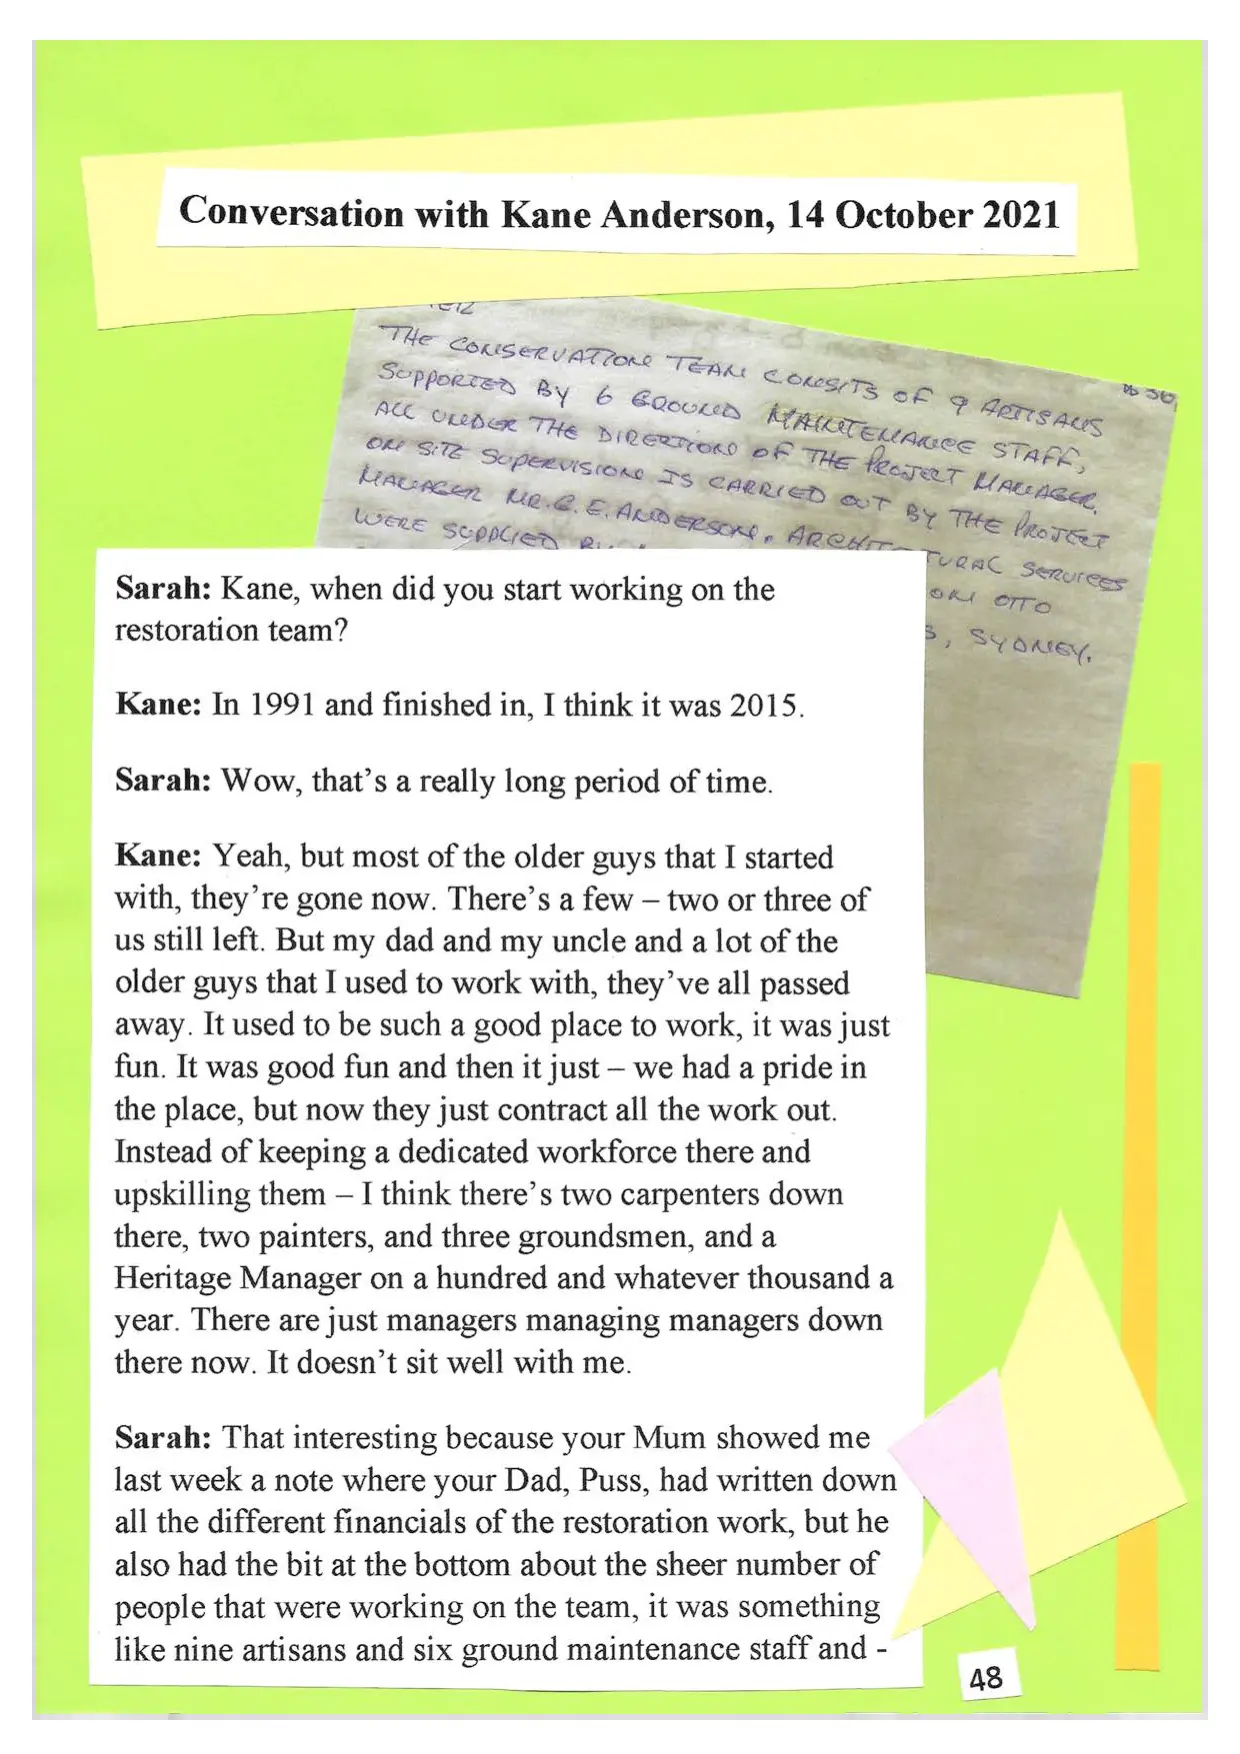 Conversation with Kane Anderson, 14 October 2021
THE CONSERVATION TEAM CONSITS OF 9 ARTISANS
SUPPORTED BY 6 GROUND MAINTENANCE STAFF,
ALL UNDER THE DIRECTION OF THE PROJECT MANAGER.
ON SITE SUPERVISION IS CARRIED OUT BY THE PROJECT
MANAGER MR. G. E. ANDERSON. ARCHITECTURAL SERVICES
WERE SUPPLIED
OTTO
SYDNEY.
Sarah: Kane, when did you start working on the
restoration team?
Kane: In 1991 and finished in, I think it was 2015.
Sarah: Wow, that's a really long period of time.
Kane: Yeah, but most of the older guys that I started
with, they're gone now. There's a few – two or three of
us still left. But my dad and my uncle and a lot of the
older guys that I used to work with, they've all passed
away. It used to be such a good place to work, it was just
fun. It was good fun and then it just – we had a pride in
the place, but now they just contract all the work out.
Instead of keeping a dedicated workforce there and
upskilling them – I think there's two carpenters down
there, two painters, and three groundsmen, and a
Heritage Manager on a hundred and whatever thousand a
year. There are just managers managing managers down
there now. It doesn't sit well with me.
Sarah: That interesting because your Mum showed me
last week a note where your Dad, Puss, had written down
all the different financials of the restoration work, but he
also had the bit at the bottom about the sheer number of
people that were working on the team, it was something
like nine artisans and six ground maintenance staff and -
48